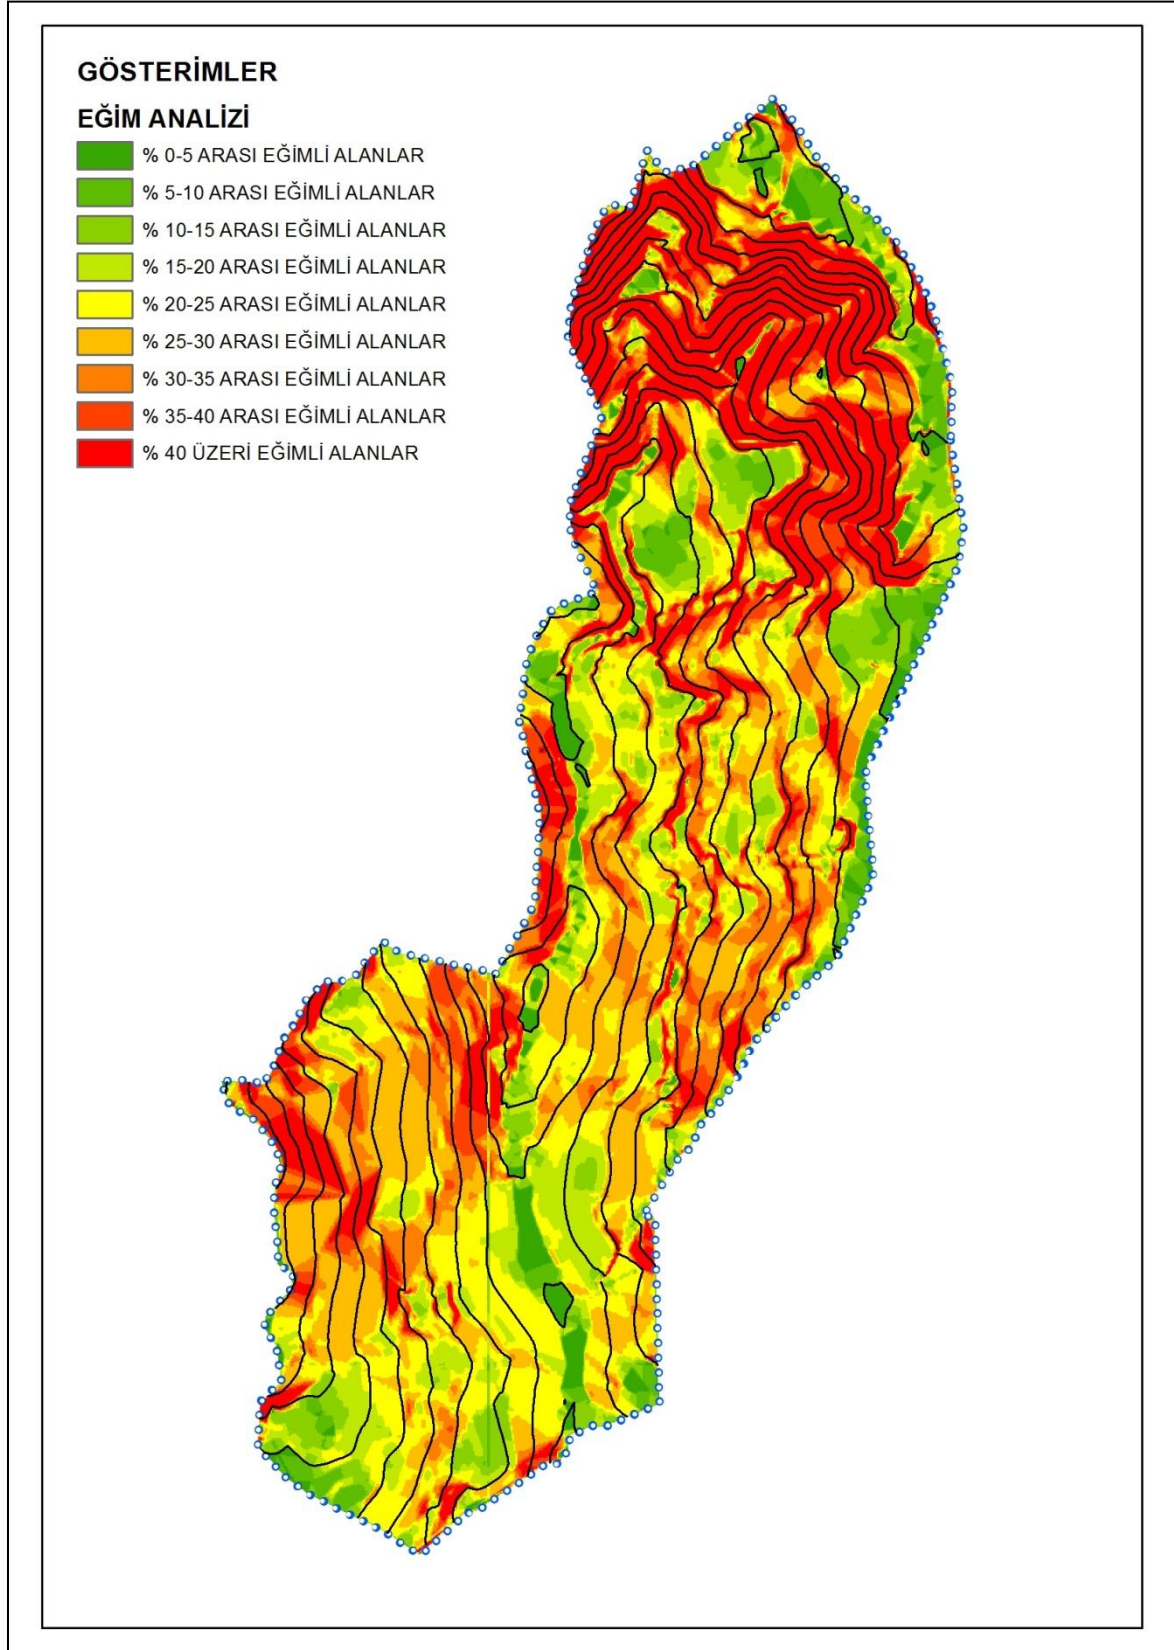 GÖSTERİMLER
EĞİM ANALİZİ
% 0-5 ARASI EĞİMLİ ALANLAR
% 5-10 ARASI EĞİMLİ ALANLAR
% 10-15 ARASI EĞİMLİ ALANLAR
% 15-20 ARASI EĞİMLİ ALANLAR
% 20-25 ARASI EĞİMLİ ALANLAR
% 25-30 ARASI EĞİMLİ ALANLAR
% 30-35 ARASI EĞİMLİ ALANLAR
% 35-40 ARASI EĞİMLİ ALANLAR
% 40 ÜZERİ EĞİMLİ ALANLAR